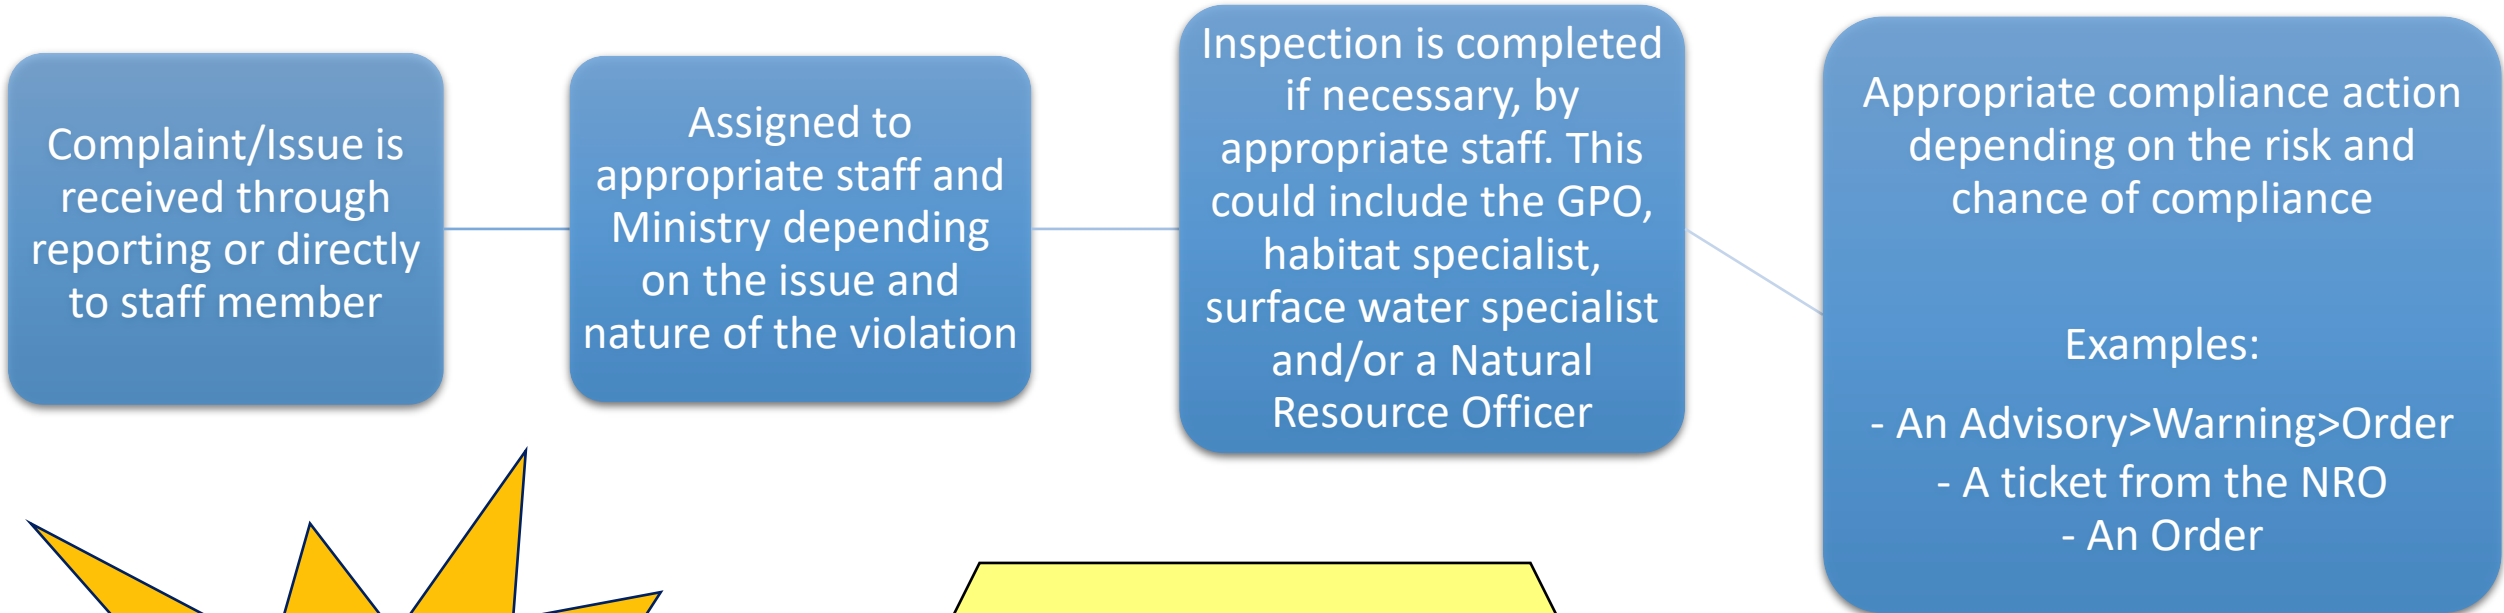 Complaint/Issue is
received through
reporting or directly
to staff member
Assigned to
appropriate staff and
Ministry depending
on the issue and
nature of the violation
Inspection is completed
if necessary, by
appropriate staff. This
could include the GPO,
habitat specialist,
surface water specialist
and/or a Natural
Resource Officer
Appropriate compliance action
depending on the risk and
chance of compliance
Examples:
- An Advisory>Warning>Order
- A ticket from the NRO
- An Order